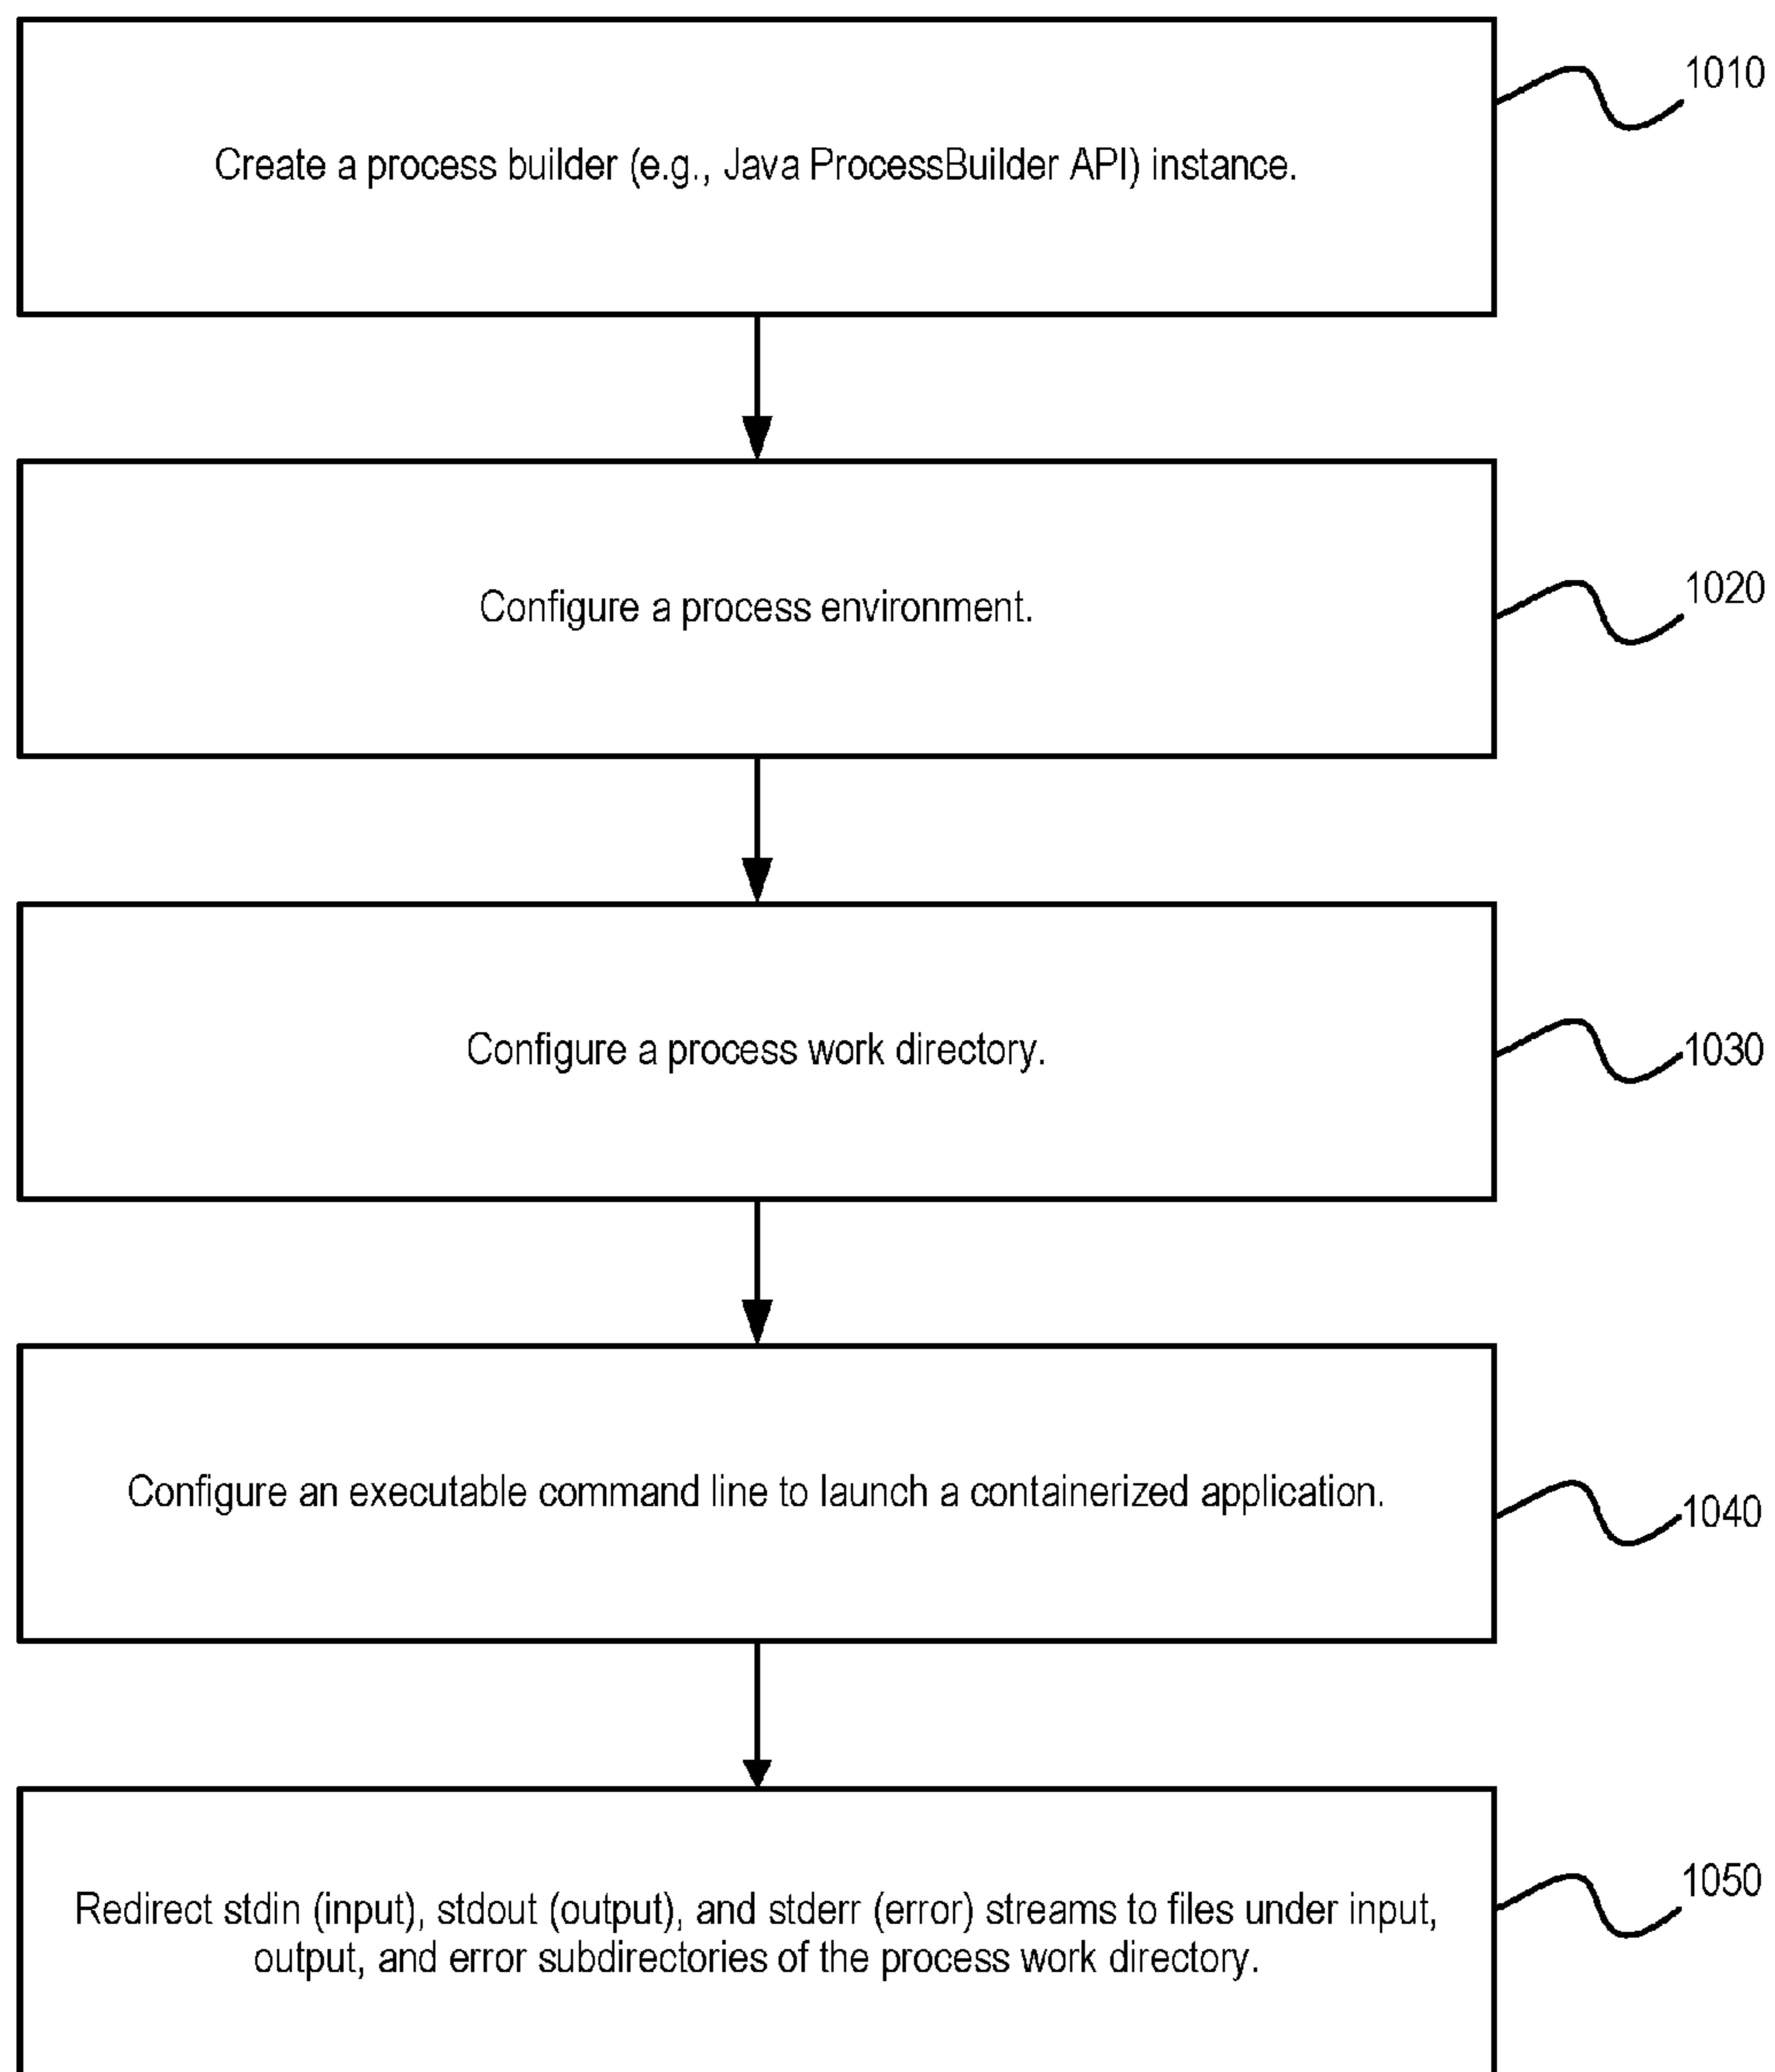 1010
Create a process builder (e.g., Java ProcessBuilder API) instance.
1020
Configure a process environment.
1030
Configure a process work directory.
1040
Configure an executable command line to launch a containerized application.
1050
Redirect stdin (input), stdout (output), and stderr (error) streams to files under input,
output, and error subdirectories of the process work directory.